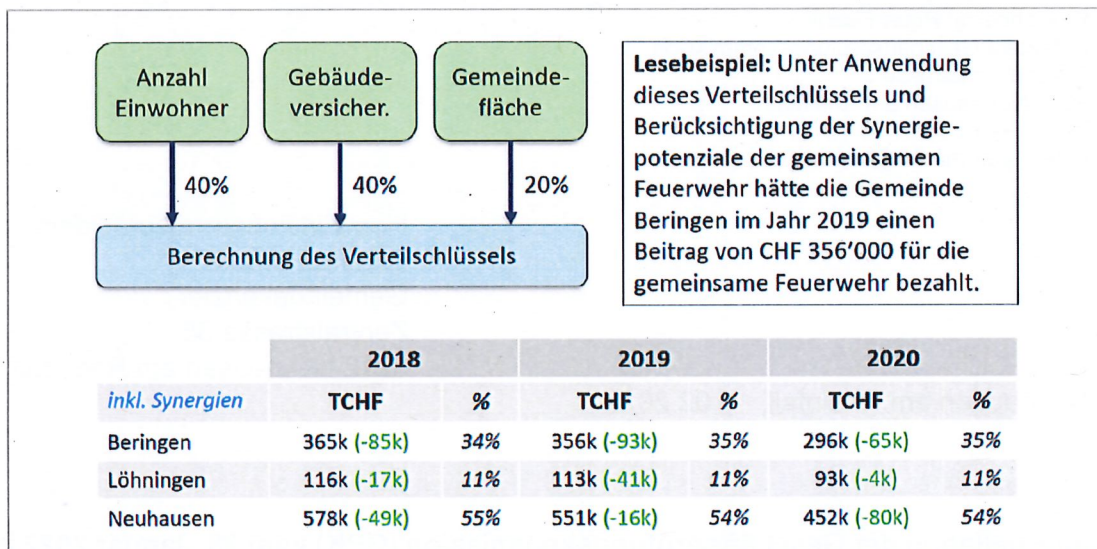 Anzahl
Einwohner
Gebäude-
versicher.
Gemeinde-
fläche
40%
40%
20%
Berechnung des Verteilschlüssels
Lesebeispiel: Unter Anwendung
dieses Verteilschlüssels und
Berücksichtigung der Synergie-
potenziale der gemeinsamen
Feuerwehr hätte die Gemeinde
Beringen im Jahr 2019 einen
Beitrag von CHF 356’000 für die
gemeinsame Feuerwehr bezahlt.
2018 2019 2020
inkl. Synergien TCHF % TCHF % TCHF %
Beringen 365k (-85k) 34% 356k (-93k) 35% 296k (-65k) 35%
Löhningen 116k (-17k) 11% 113k (-41k) 11% 93k (-4k) 11%
Neuhausen 578k (-49k) 55% 551k (-16k) 54% 452k (-80k) 54%